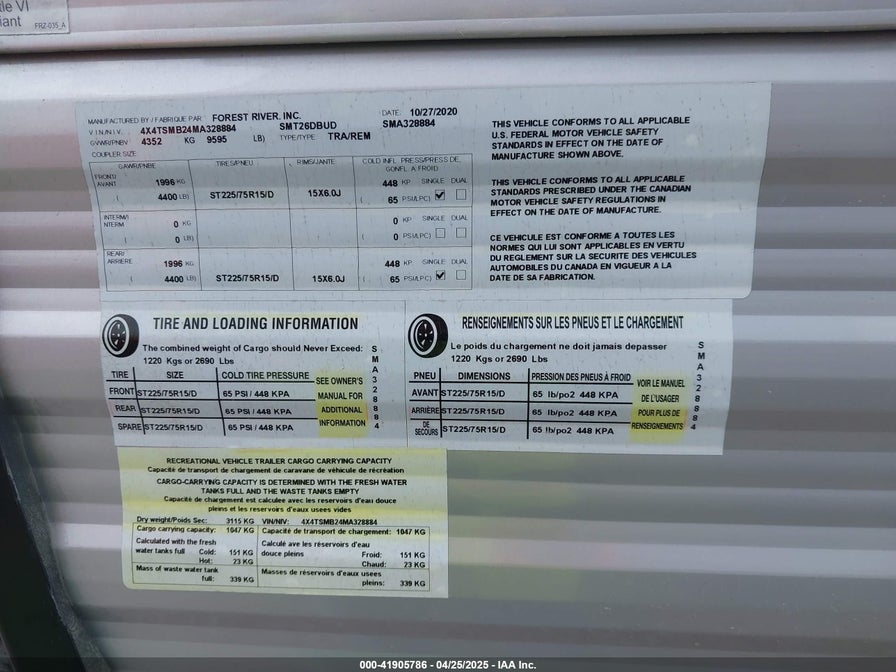 le VI
iant FRZ-035_A
MANUFACTURED BY / FABRIQUE PAR FOREST RIVER, INC. DATE: 10/27/2020
V.I.N./N.I.V. 4X4TSMB24MA328884 SMT26DBUD SMA328884
GVWR/PNBV 4352 KG 9595 LB) TYPE/TYPE: TRA/REM
COUPLER SIZE
GAWR/PNBE TIRES/PNEU RIMS/JANTE COLD INFL. PRESS/PRESS DE. GONFL A FROID
FRONT/ AVANT 1996 KG 448 KP SINGLE DUAL
( 4400 LB) ST225/75R15/D 15X6.0J ( 65 PSI/LPC)
INTERM/I NTERM 0 KG 0 KP SINGLE DUAL
( 0 LB) ( 0 PSI/LPC)
REAR/ ARRIERE 1996 KG 448 KP SINGLE DUAL
( 4400 LB) ST225/75R15/D 15X6.0J ( 65 PSI/LPC)
THIS VEHICLE CONFORMS TO ALL APPLICABLE
U.S. FEDERAL MOTOR VEHICLE SAFETY
STANDARDS IN EFFECT ON THE DATE OF
MANUFACTURE SHOWN ABOVE.
THIS VEHICLE CONFORMS TO ALL APPLICABLE
STANDARDS PRESCRIBED UNDER THE CANADIAN
MOTOR VEHICLE SAFETY REGULATIONS IN
EFFECT ON THE DATE OF MANUFACTURE.
CE VEHICULE EST CONFORME A TOUTES LES
NORMES QUI LUI SONT APPLICABLES EN VERTU
DU REGLEMENT SUR LA SECURITE DES VEHICULES
AUTOMOBILES DU CANADA EN VIGUEUR A LA
DATE DE SA FABRICATION.
TIRE AND LOADING INFORMATION
The combined weight of Cargo should Never Exceed:
1220 Kgs or 2690 Lbs
TIRE SIZE COLD TIRE PRESSURE
FRONT ST225/75R15/D 65 PSI / 448 KPA
REAR ST225/75R15/D 65 PSI / 448 KPA
SPARE ST225/75R15/D 65 PSI / 448 KPA
SEE OWNER'S
MANUAL FOR
ADDITIONAL
INFORMATION
SMA328884
RENSEIGNEMENTS SUR LES PNEUS ET LE CHARGEMENT
Le poids du chargement ne doit jamais depasser
1220 Kgs or 2690 Lbs
PNEU DIMENSIONS PRESSION DES PNEUS À FROID
AVANT ST225/75R15/D 65 lb/po2 448 KPA
ARRIÈRE ST225/75R15/D 65 lb/po2 448 KPA
DE SECOURS ST225/75R15/D 65 lb/po2 448 KPA
VOIR LE MANUEL
DE L'USAGER
POUR PLUS DE
RENSEIGNEMENTS
SMA328884
RECREATIONAL VEHICLE TRAILER CARGO CARRYING CAPACITY
Capacité de transport de chargement de caravane de véhicule de récréation
CARGO-CARRYING CAPACITY IS DETERMINED WITH THE FRESH WATER
TANKS FULL AND THE WASTE TANKS EMPTY
Capacité de chargement est calculée avec les reservoirs d'eau douce
pleins et les reservoirs d'eaux usees vides
Dry weight/Poids Sec: 3115 KG VIN/NIV: 4X4TSMB24MA328884
Cargo carrying capacity: 1047 KG Capacitie de transport de chargement: 1047 KG
Calculated with the fresh Calculé ave les réservoirs d'eau
water tanks full Cold: 151 KG douce pleins Froid: 151 KG
Hot: 23 KG Chaud: 23 KG
Mass of waste water tank Masses de réservoirs d'eaux usees
full: 339 KG pleins: 339 KG
000-41905786 - 04/25/2025 - IAA Inc.